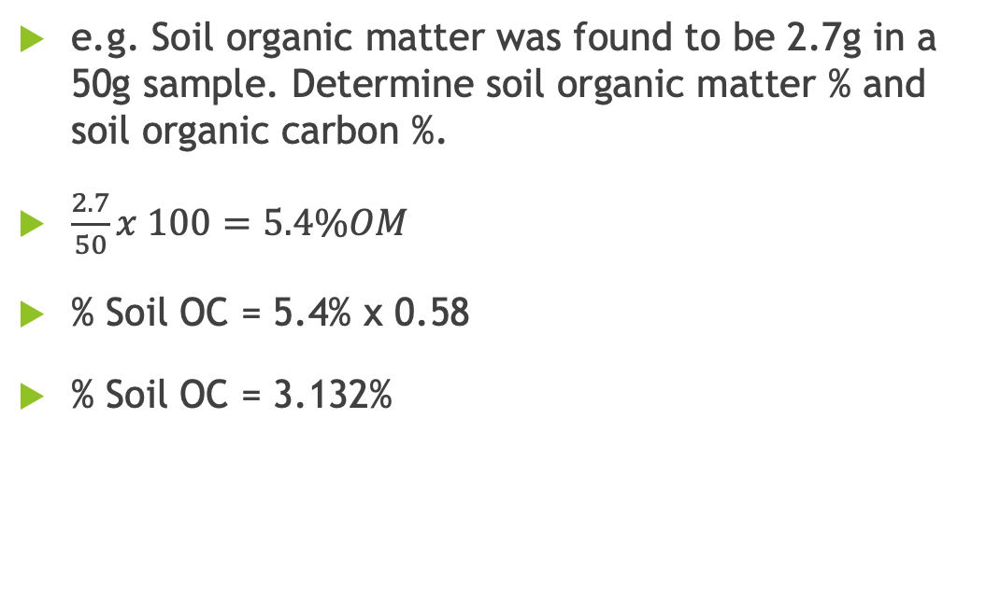 e.g. Soil organic matter was found to be 2.7g in a
50g sample. Determine soil organic matter % and
soil organic carbon %.
2.7/50 x 100 = 5.4%OM
% Soil OC = 5.4% x 0.58
% Soil OC = 3.132%